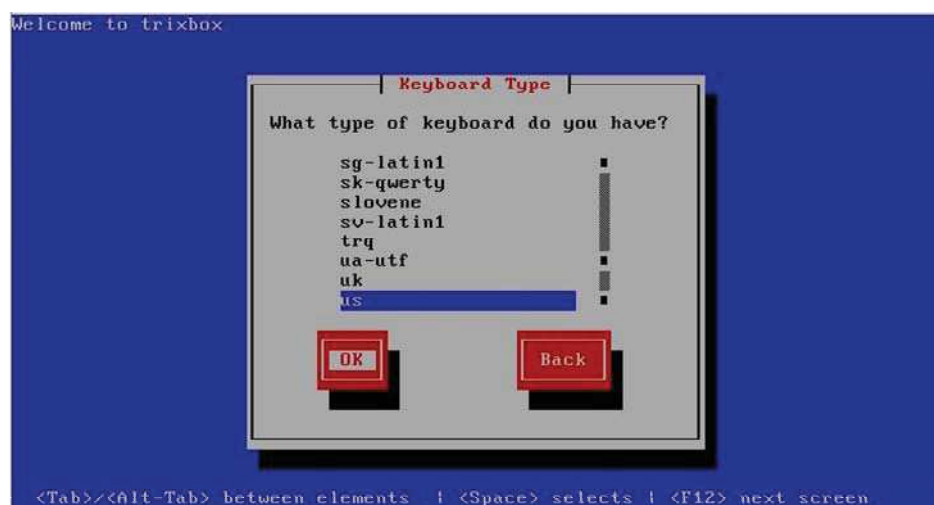 Welcome to trixbox
Keyboard Type
What type of keyboard do you have?
sg-latin1
sk-qwerty
slovene
sv-latin1
trq
ua-utf
uk
us
OK Back
<Tab>/<Alt-Tab> between elements | <Space> selects | <F12> next screen